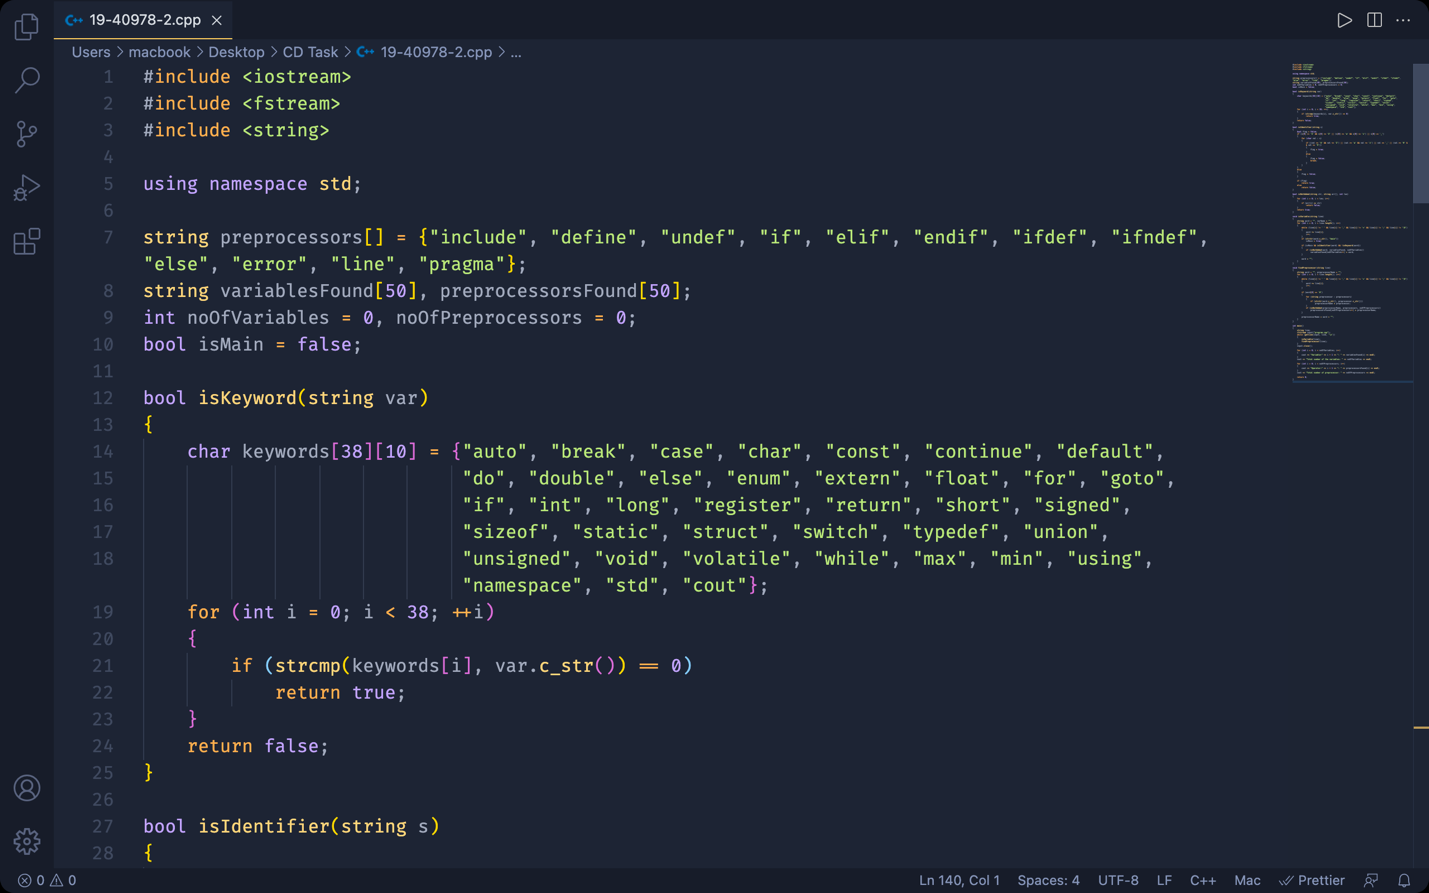 19-40978-2.cpp
Users > macbook > Desktop > CD Task > 19-40978-2.cpp > ...
1 #include <iostream>
2 #include <fstream>
3 #include <string>
4
5 using namespace std;
6
7 string preprocessors[] = {"include", "define", "undef", "if", "elif", "endif", "ifdef", "ifndef",
"else", "error", "line", "pragma"};
8 string variablesFound[50], preprocessorsFound[50];
9 int noOfVariables = 0, noOfPreprocessors = 0;
10 bool isMain = false;
11
12 bool isKeyword(string var)
13 {
14 char keywords[38][10] = {"auto", "break", "case", "char", "const", "continue", "default",
15 "do", "double", "else", "enum", "extern", "float", "for", "goto",
16 "if", "int", "long", "register", "return", "short", "signed",
17 "sizeof", "static", "struct", "switch", "typedef", "union",
18 "unsigned", "void", "volatile", "while", "max", "min", "using",
"namespace", "std", "cout"};
19 for (int i = 0; i < 38; ++i)
20 {
21 if (strcmp(keywords[i], var.c_str()) == 0)
22 return true;
23 }
24 return false;
25 }
26
27 bool isIdentifier(string s)
28 {
0 0
Ln 140, Col 1 Spaces: 4 UTF-8 LF C++ Mac Prettier